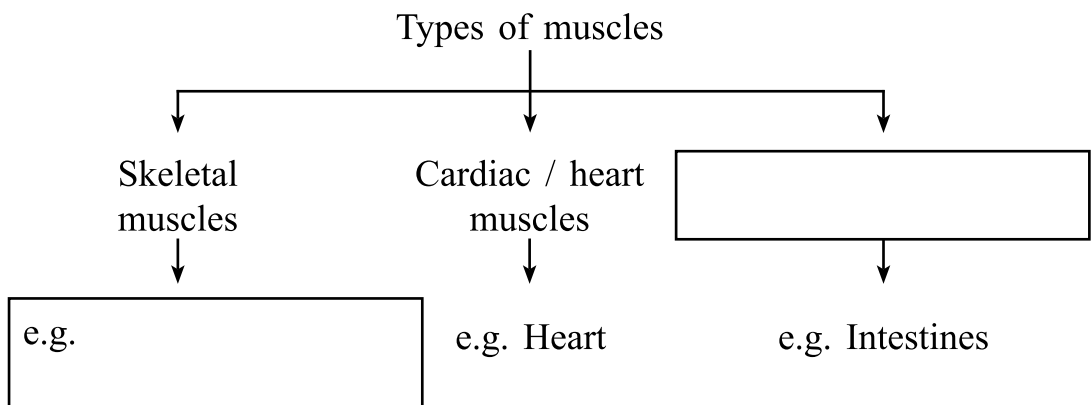 Types of muscles
Skeletal
muscles
Cardiac / heart
muscles
e.g.
e.g. Heart
e.g. Intestines